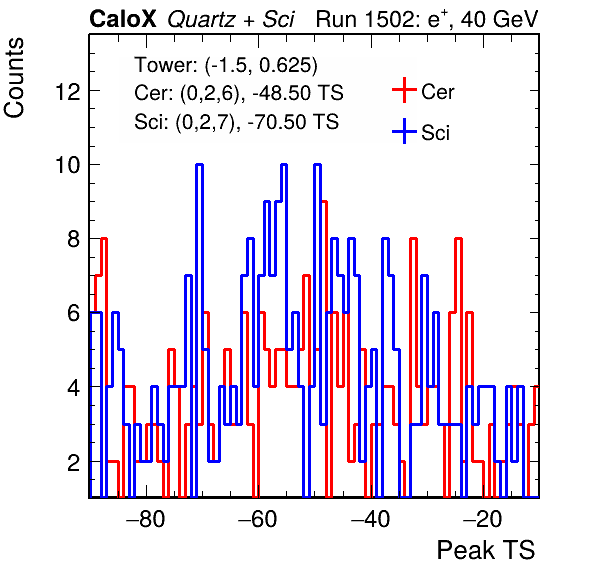 CaloX Quartz + Sci Run 1502: e+, 40 GeV
Counts
Tower: (-1.5, 0.625)
Cer: (0,2,6), -48.50 TS
Sci: (0,2,7), -70.50 TS
Cer
Sci
12
10
8
6
4
2
−80 −60 −40 −20
Peak TS